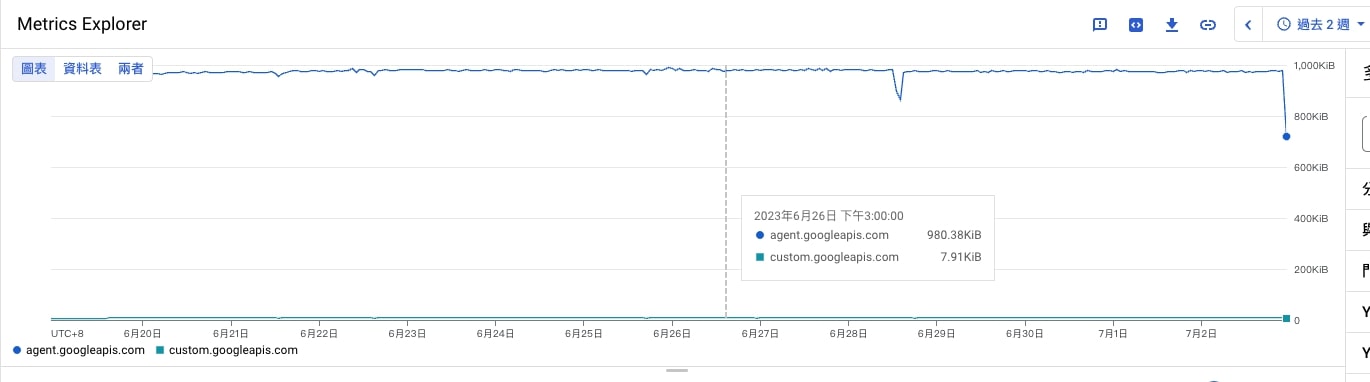 Metrics Explorer
過去 2 週
圖表 資料表 兩者
1,000KiB
800KiB
600KiB
400KiB
200KiB
0
2023年6月26日 下午3:00:00
agent.googleapis.com 980.38KiB
custom.googleapis.com 7.91KiB
UTC+8 6月20日 6月21日 6月22日 6月23日 6月24日 6月25日 6月26日 6月27日 6月28日 6月29日 6月30日 7月1日 7月2日
agent.googleapis.com custom.googleapis.com
Y
Y